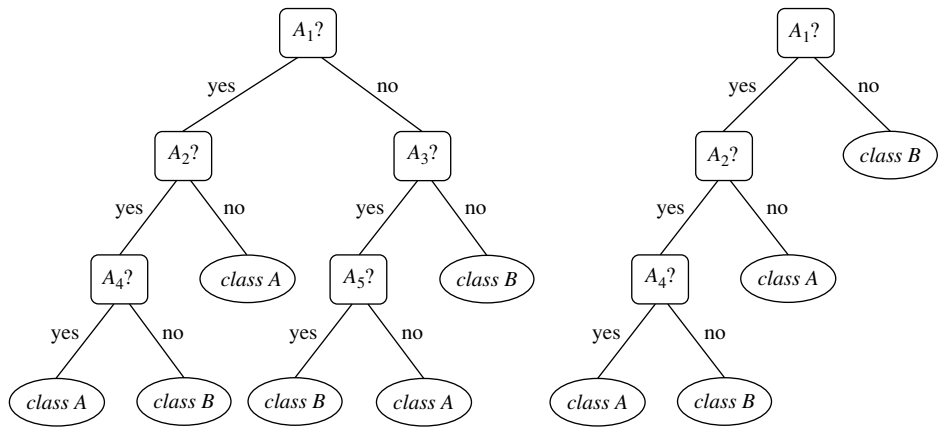 A₁?
A₁?
yes
no
yes
no
A₂?
A₃?
A₂?
class B
yes
no
yes
no
yes
no
A₄?
class A
A₅?
class B
A₄?
class A
yes
no
yes
no
yes
no
class A
class B
class B
class A
class A
class B